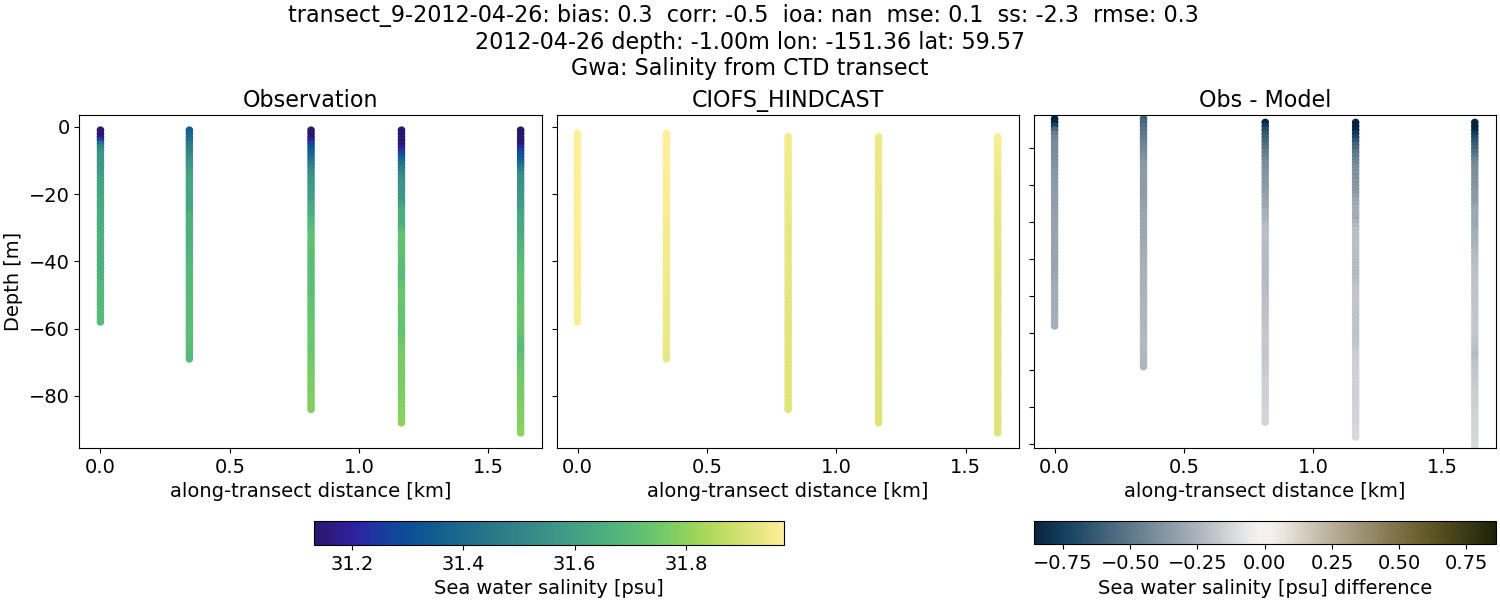 transect_9-2012-04-26: bias: 0.3  corr: -0.5  ioa: nan  mse: 0.1  ss: -2.3  rmse: 0.3
2012-04-26 depth: -1.00m lon: -151.36 lat: 59.57
Gwa: Salinity from CTD transect
Observation
CIOFS_HINDCAST
Obs - Model
Depth [m]
0
−20
−40
−60
−80
0.0 0.5 1.0 1.5
0.0 0.5 1.0 1.5
0.0 0.5 1.0 1.5
along-transect distance [km]
along-transect distance [km]
along-transect distance [km]
31.2 31.4 31.6 31.8
Sea water salinity [psu]
−0.75 −0.50 −0.25 0.00 0.25 0.50 0.75
Sea water salinity [psu] difference